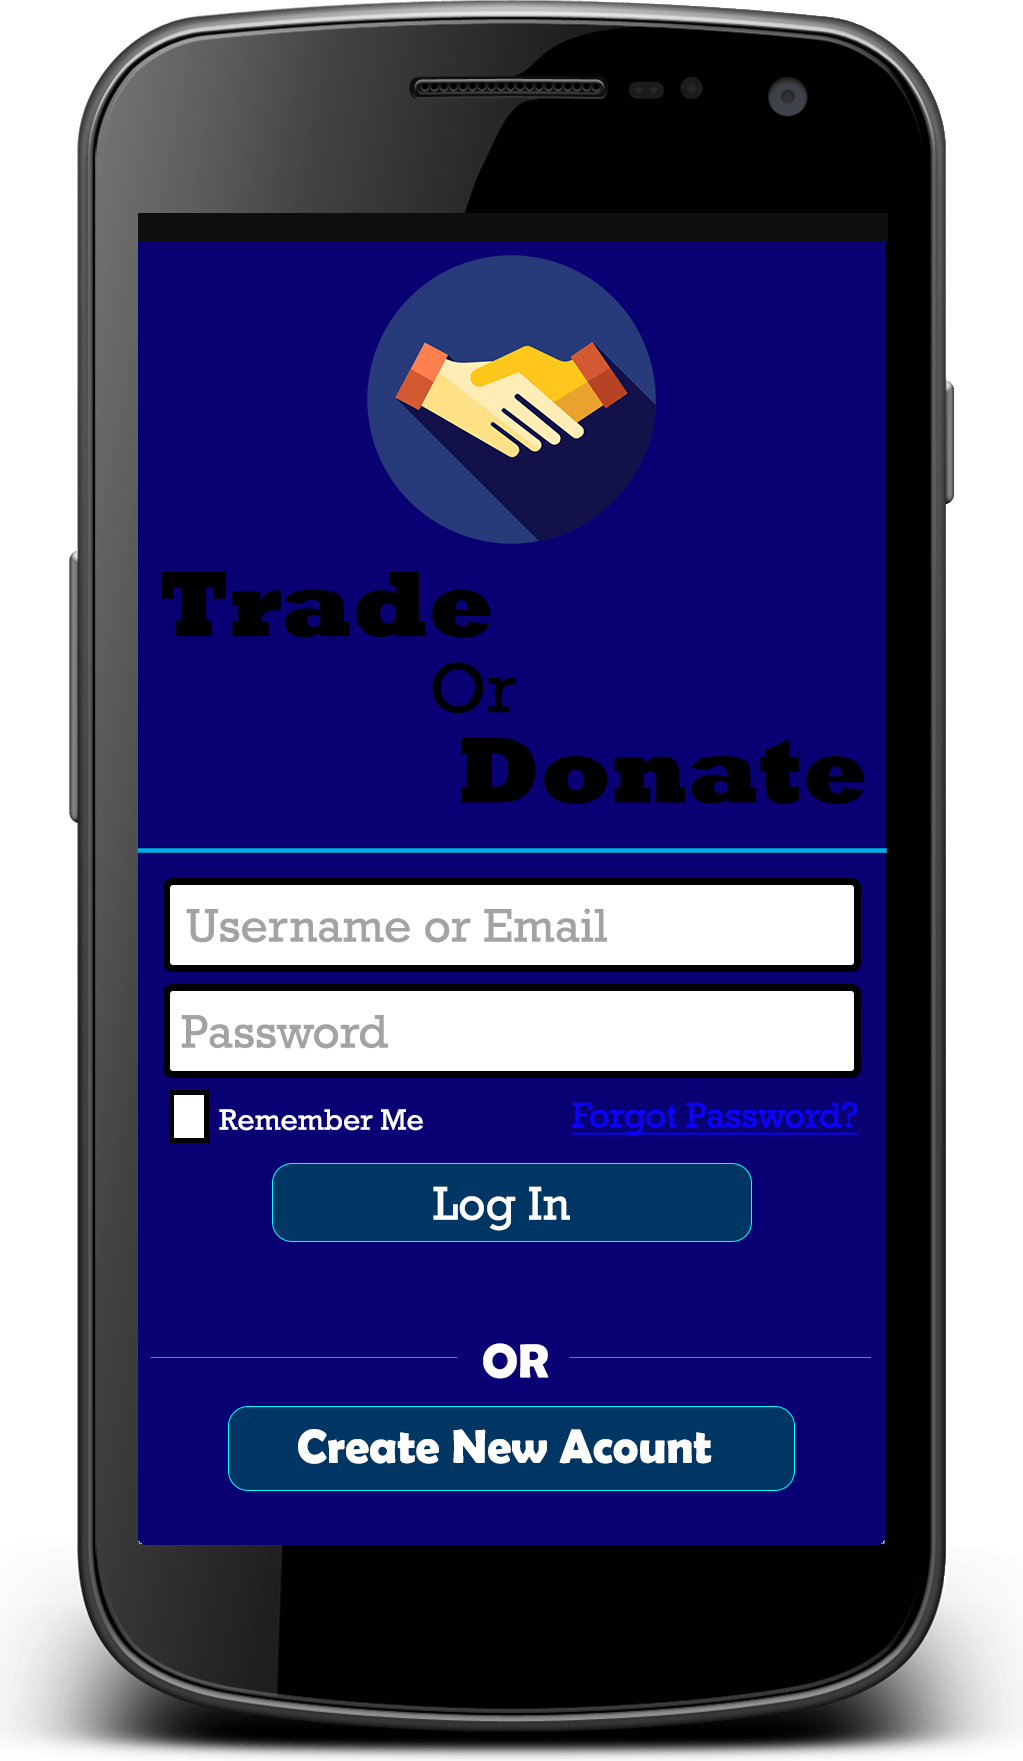 Trade
Or
Donate
Username or Email
Password
Remember Me Forgot Password?
Log In
OR
Create New Acount